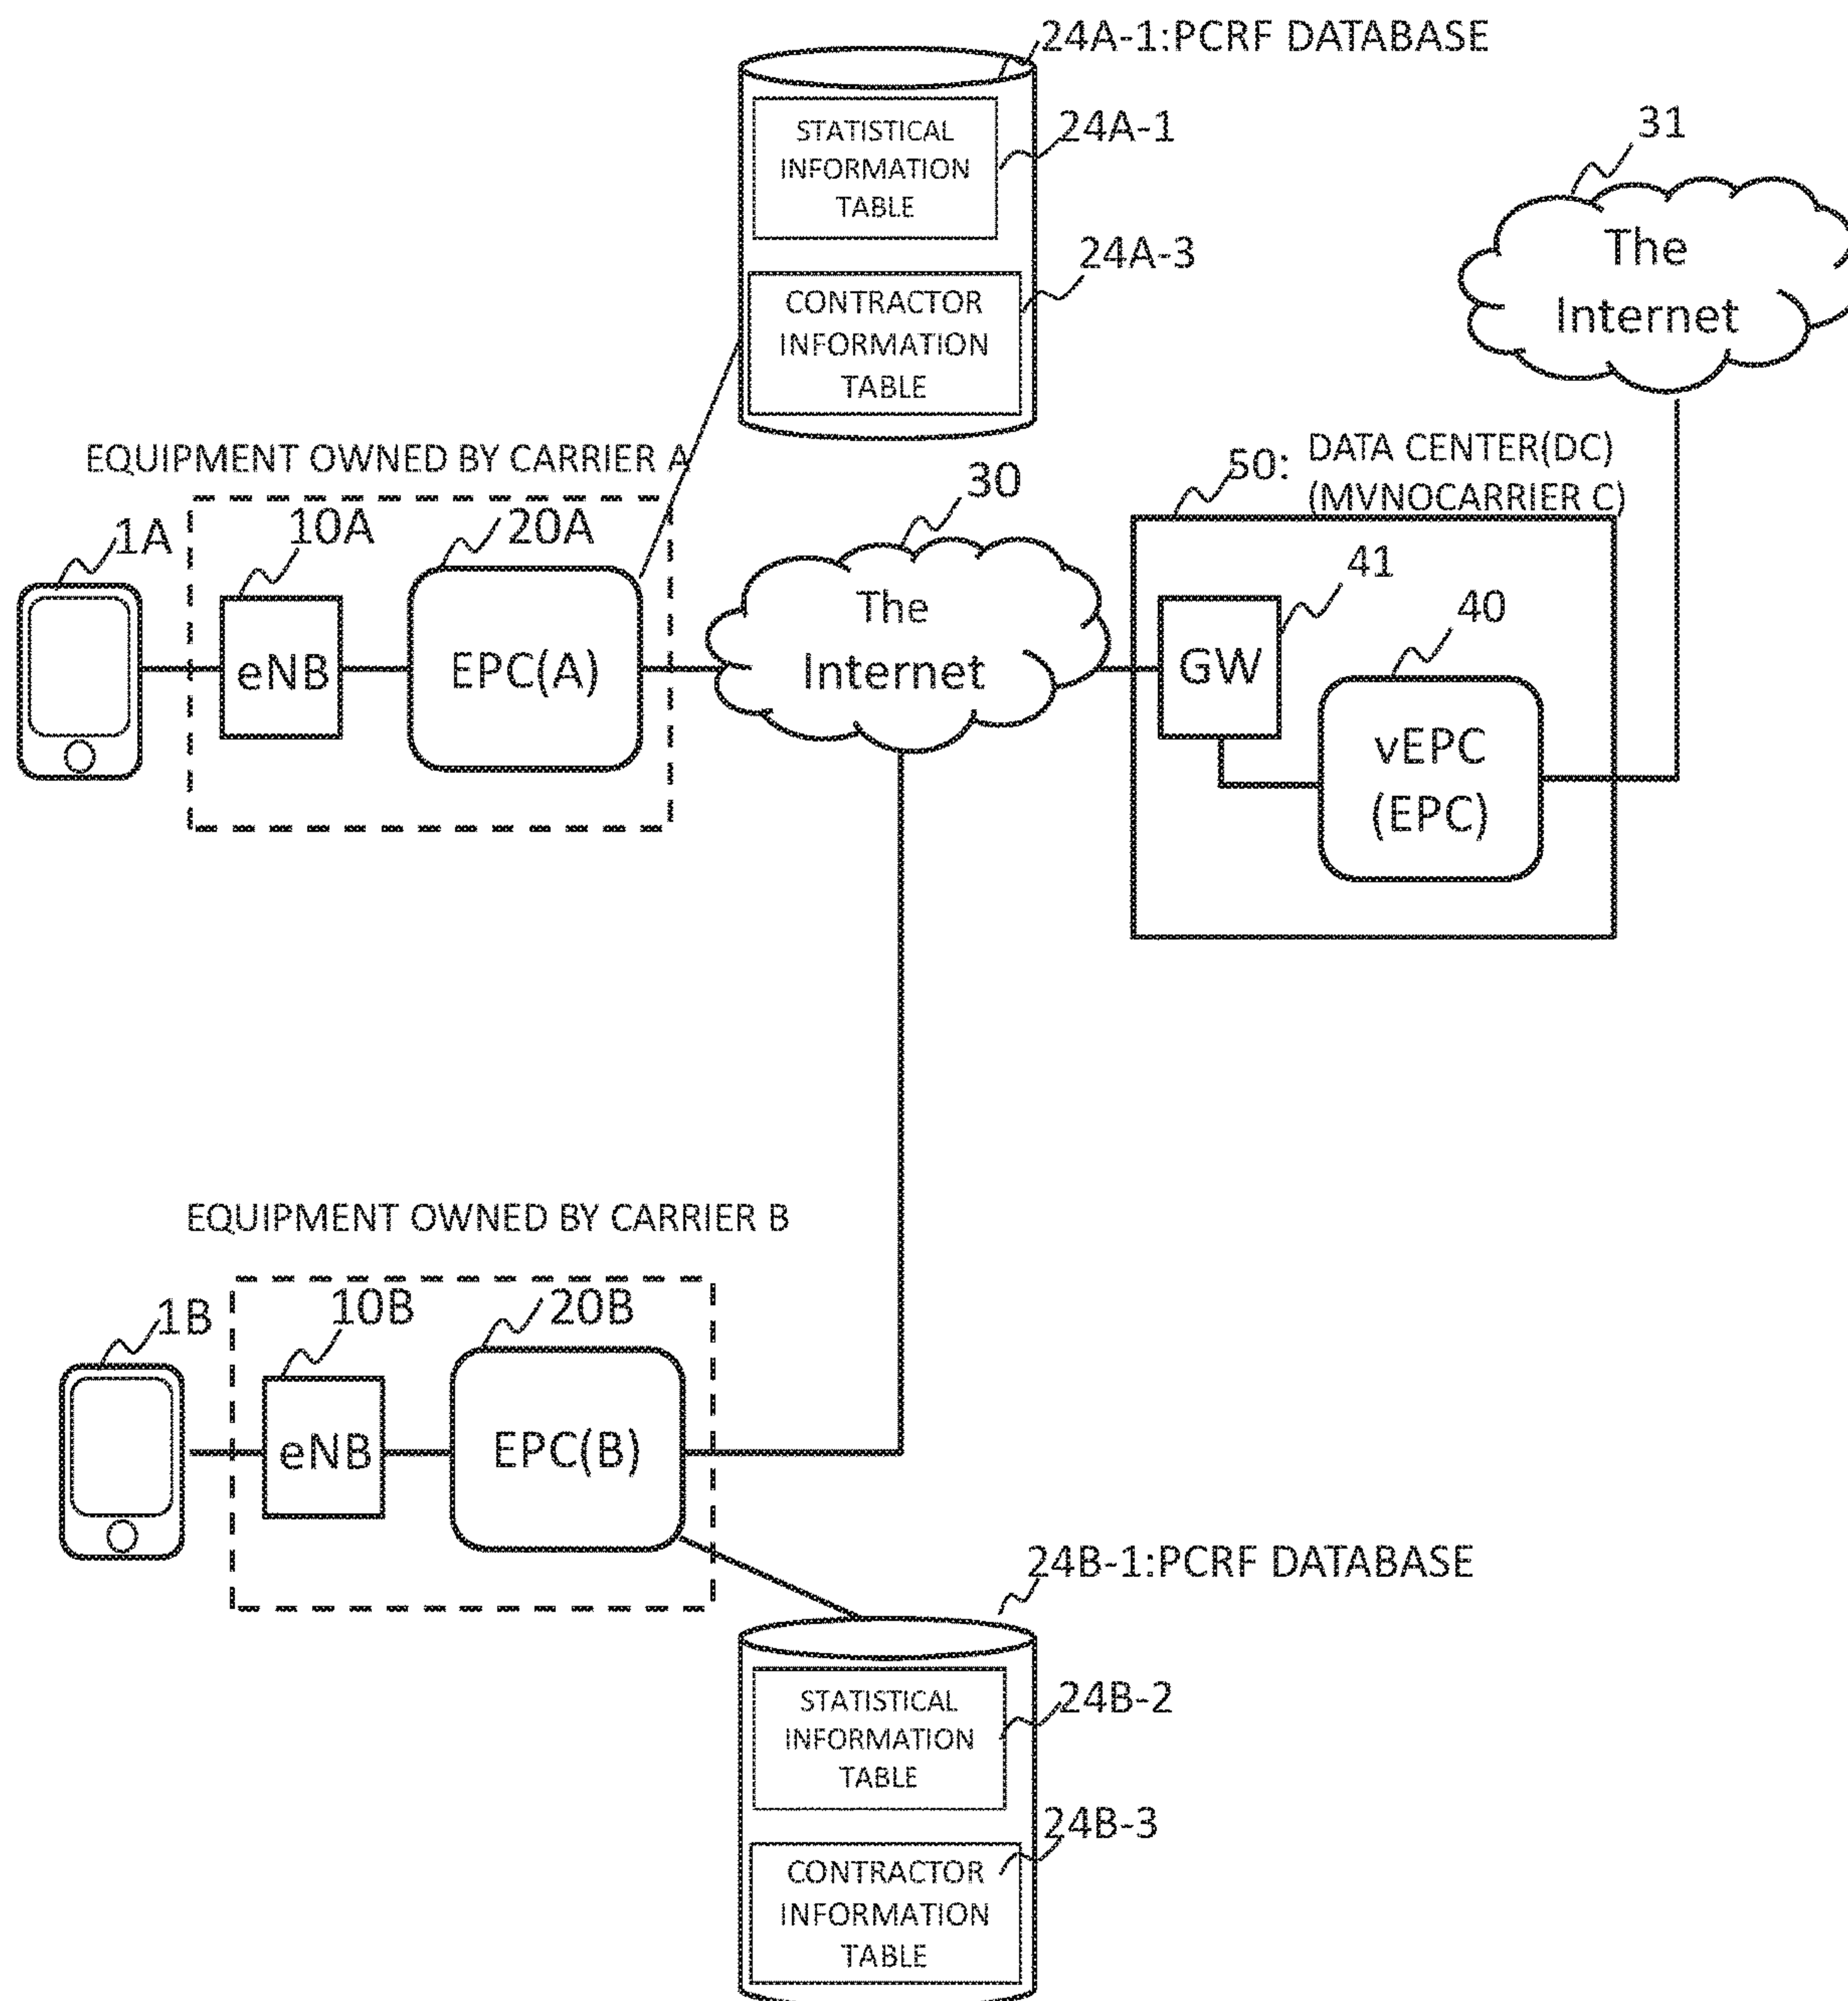 24A-1:PCRF DATABASE
STATISTICAL
INFORMATION
TABLE
24A-1
CONTRACTOR
INFORMATION
TABLE
24A-3
31
The
Internet
EQUIPMENT OWNED BY CARRIER A
1A
10A
20A
eNB
EPC(A)
30
The
Internet
50:
DATA CENTER(DC)
(MVNOCARRIER C)
41
40
GW
vEPC
(EPC)
EQUIPMENT OWNED BY CARRIER B
1B
10B
20B
eNB
EPC(B)
24B-1:PCRF DATABASE
STATISTICAL
INFORMATION
TABLE
24B-2
24B-3
CONTRACTOR
INFORMATION
TABLE